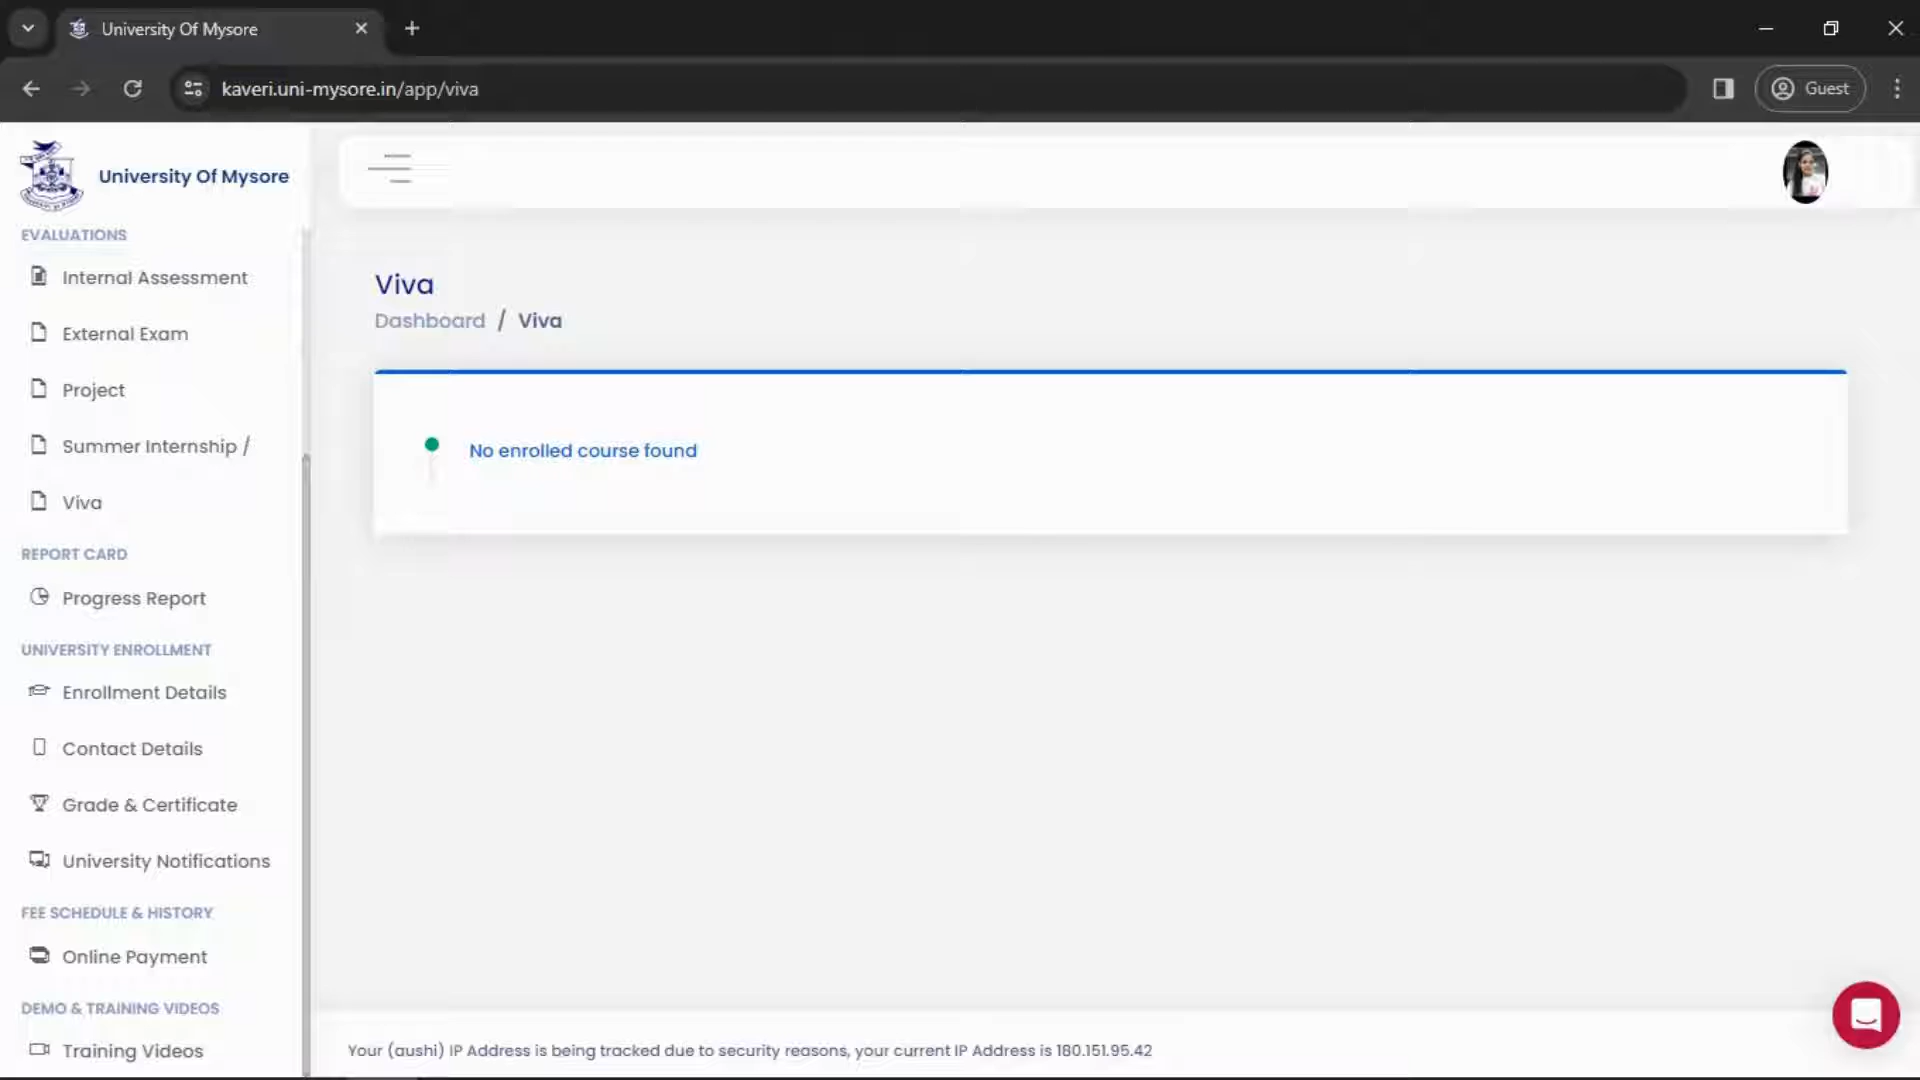 University Of Mysore
kaveri.uni-mysore.in/app/viva
Guest
University Of Mysore
EVALUATIONS
Internal Assessment
External Exam
Project
Summer Internship /
Viva
REPORT CARD
Progress Report
UNIVERSITY ENROLLMENT
Enrollment Details
Contact Details
Grade & Certificate
University Notifications
FEE SCHEDULE & HISTORY
Online Payment
DEMO & TRAINING VIDEOS
Training Videos
Viva
Dashboard / Viva
No enrolled course found
Your (aushi) IP Address is being tracked due to security reasons, your current IP Address is 180.151.95.42